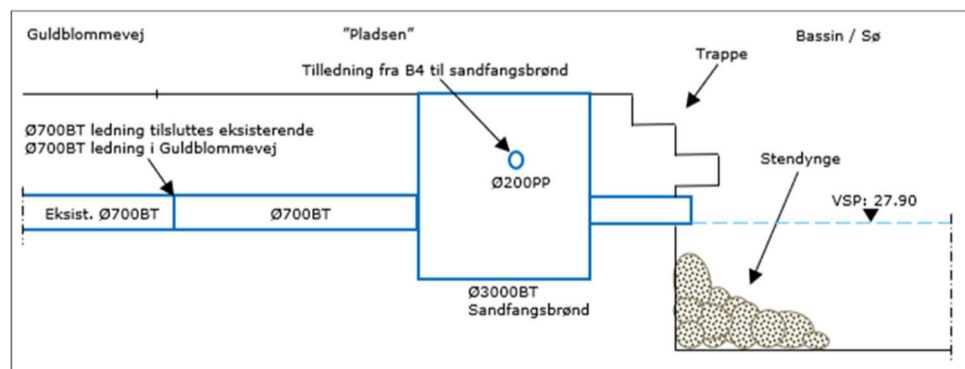 Guldblommevej
"Pladsen"
Bassin / Sø
Trappe
Tilledning fra B4 til sandfangsbrønd
Ø700BT ledning tilsluttes eksisterende
Ø700BT ledning i Guldblommevej
Stendynge
Ø200PP
VSP: 27.90
Eksist. Ø700BT
Ø700BT
Ø3000BT
Sandfangsbrønd